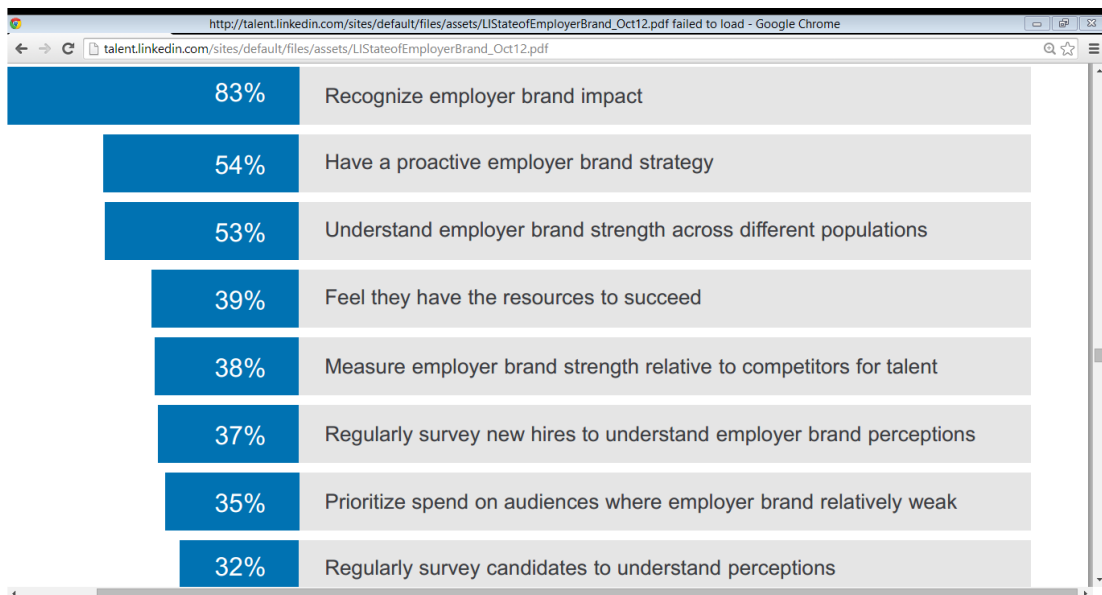 http://talent.linkedin.com/sites/default/files/assets/LIStateofEmployerBrand_Oct12.pdf failed to load - Google Chrome
talent.linkedin.com/sites/default/files/assets/LIStateofEmployerBrand_Oct12.pdf
83% Recognize employer brand impact
54% Have a proactive employer brand strategy
53% Understand employer brand strength across different populations
39% Feel they have the resources to succeed
38% Measure employer brand strength relative to competitors for talent
37% Regularly survey new hires to understand employer brand perceptions
35% Prioritize spend on audiences where employer brand relatively weak
32% Regularly survey candidates to understand perceptions